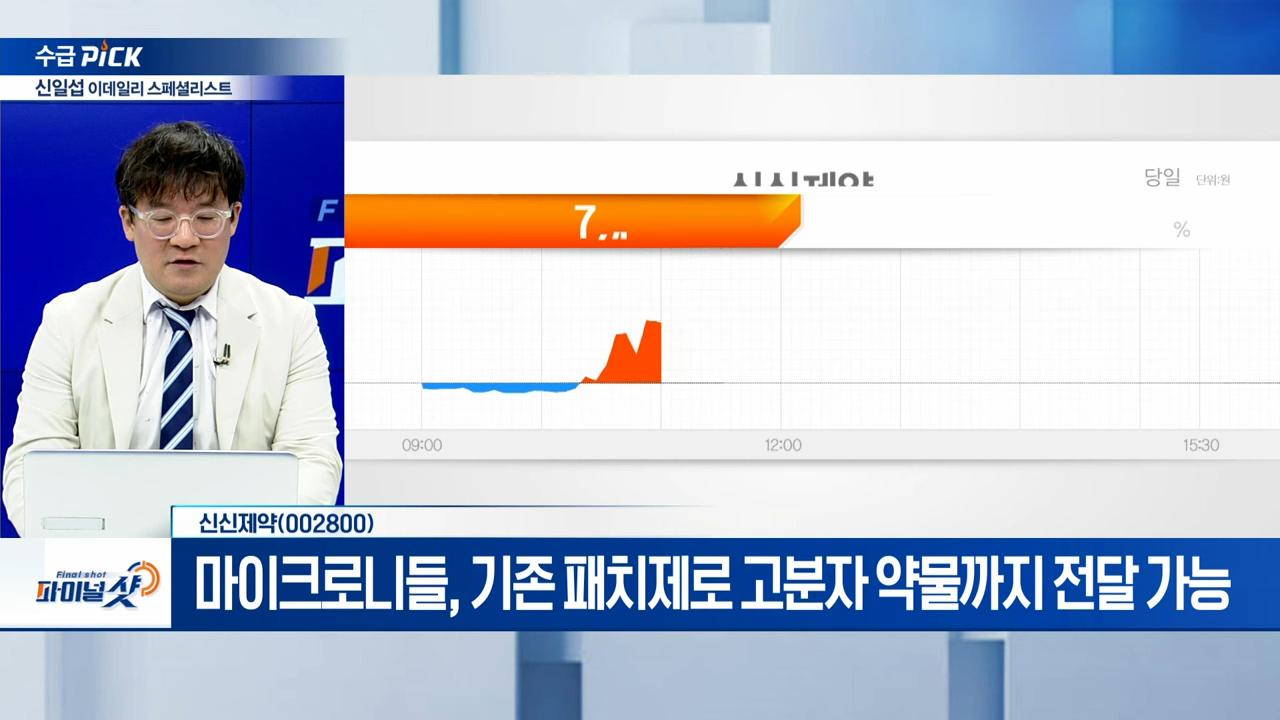 수급 PiCK
신일섭 이데일리 스페셜리스트
당일 단위:원
%
09:00 12:00 15:30
신신제약(002800)
Final shot
파이널샷
마이크로니들, 기존 패치제로 고분자 약물까지 전달 가능